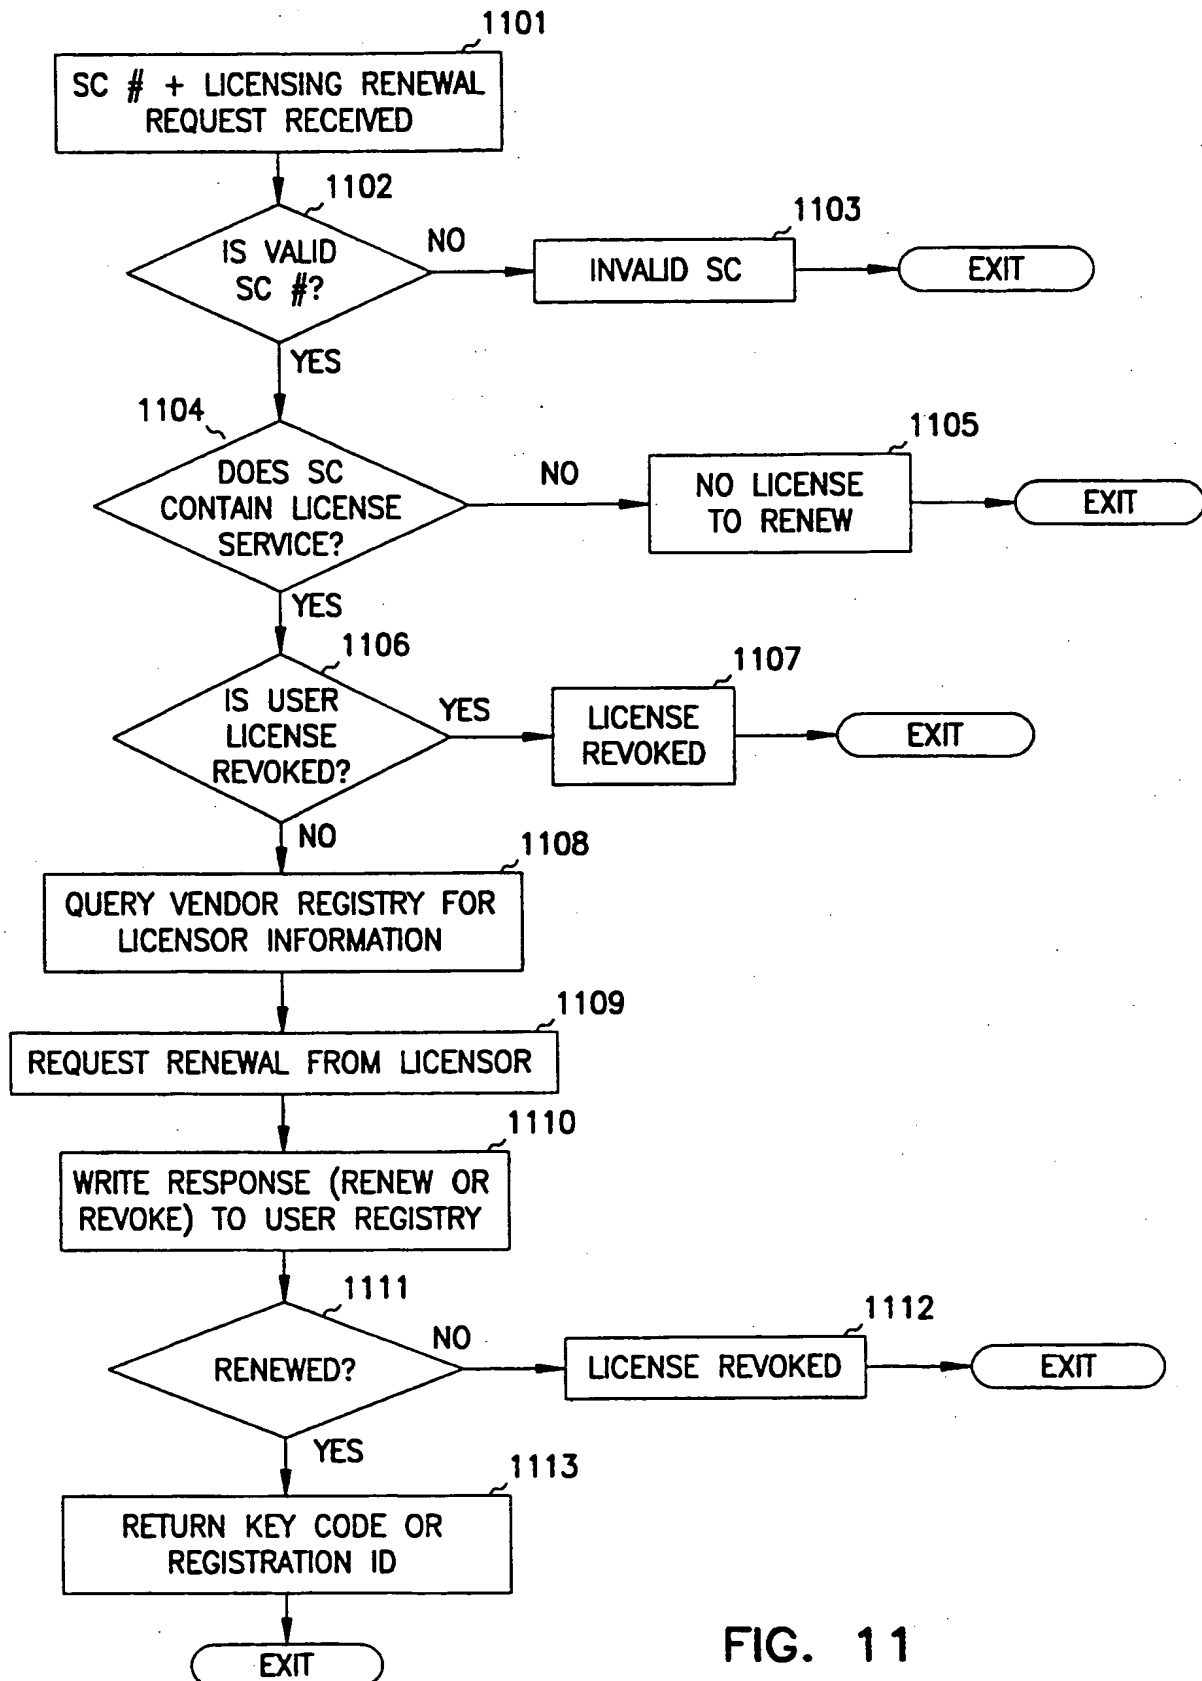 1101
SC # + LICENSING RENEWAL
REQUEST RECEIVED
1102
IS VALID
SC #?
NO
1103
INVALID SC
EXIT
YES
1104
DOES SC
CONTAIN LICENSE
SERVICE?
NO
1105
NO LICENSE
TO RENEW
EXIT
YES
1106
IS USER
LICENSE
REVOKED?
YES
1107
LICENSE
REVOKED
EXIT
NO
1108
QUERY VENDOR REGISTRY FOR
LICENSOR INFORMATION
1109
REQUEST RENEWAL FROM LICENSOR
1110
WRITE RESPONSE (RENEW OR
REVOKE) TO USER REGISTRY
1111
RENEWED?
NO
1112
LICENSE REVOKED
EXIT
YES
1113
RETURN KEY CODE OR
REGISTRATION ID
EXIT
FIG. 11